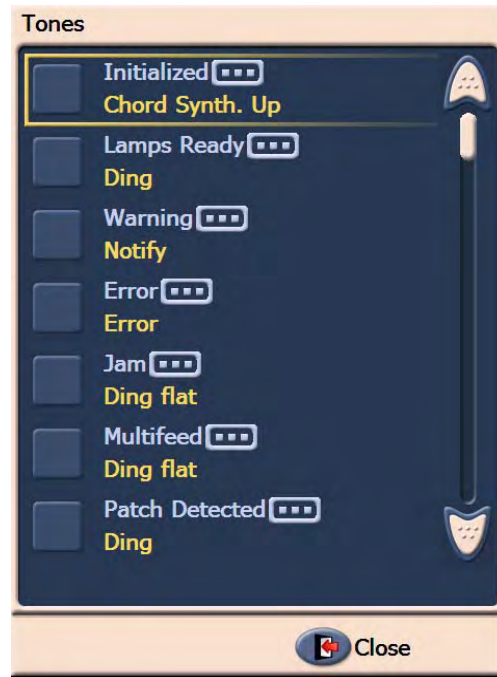 Tones
Initialized
Chord Synth. Up
Lamps Ready
Ding
Warning
Notify
Error
Error
Jam
Ding flat
Multifeed
Ding flat
Patch Detected
Ding
Close